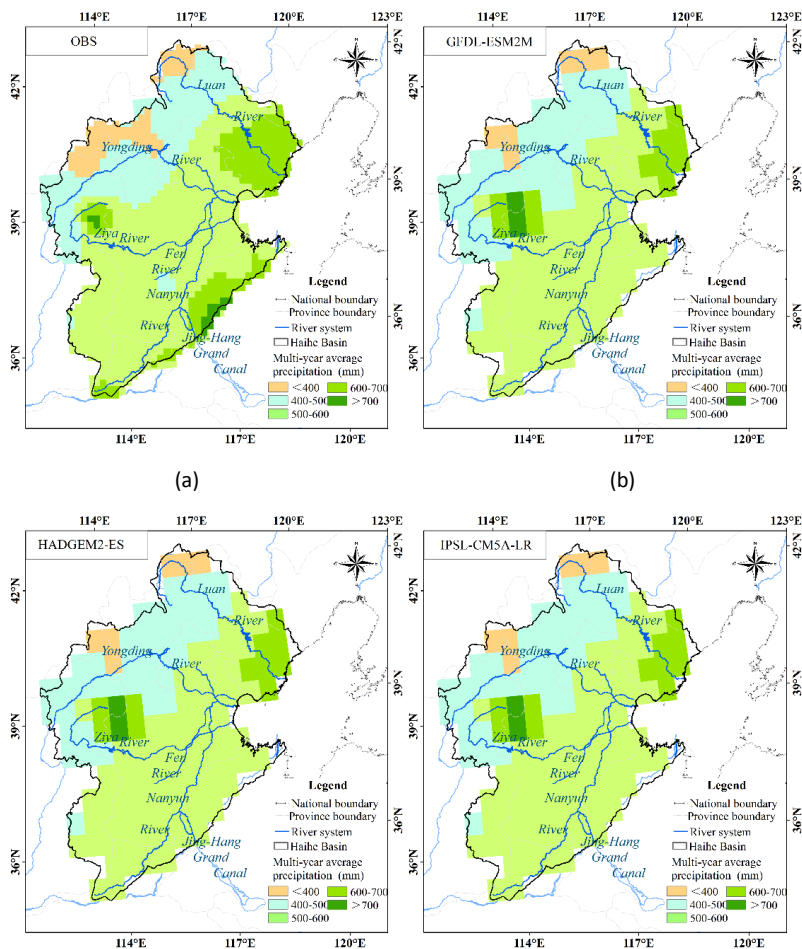 114°E 117°E 120°E 123°E
OBS
42°N
42°N
Luan
River
Yongding
River
39°N
39°N
Ziya
River
Fen
River
Nanyun
River
Jing-Hang
Grand
Canal
36°N
36°N
Legend
National boundary
Province boundary
River system
Haihe Basin
Multi-year average
precipitation (mm)
<400 600-700
400-500 >700
500-600
114°E 117°E 120°E
(a)
114°E 117°E 120°E 123°E
GFDL-ESM2M
42°N
42°N
Luan
River
Yongding
River
39°N
39°N
Ziya
River
Fen
River
Nanyun
River
Jing-Hang
Grand
Canal
36°N
36°N
Legend
National boundary
Province boundary
River system
Haihe Basin
Multi-year average
precipitation (mm)
<400 600-700
400-500 >700
500-600
114°E 117°E 120°E
(b)
114°E 117°E 120°E 123°E
HADGEM2-ES
42°N
42°N
Luan
River
Yongding
River
39°N
39°N
Ziya
River
Fen
River
Nanyun
River
Jing-Hang
Grand
Canal
36°N
36°N
Legend
National boundary
Province boundary
River system
Haihe Basin
Multi-year average
precipitation (mm)
<400 600-700
400-500 >700
500-600
114°E 117°E 120°E
114°E 117°E 120°E 123°E
IPSL-CM5A-LR
42°N
42°N
Luan
River
Yongding
River
39°N
39°N
Ziya
River
Fen
River
Nanyun
River
Jing-Hang
Grand
Canal
36°N
36°N
Legend
National boundary
Province boundary
River system
Haihe Basin
Multi-year average
precipitation (mm)
<400 600-700
400-500 >700
500-600
114°E 117°E 120°E